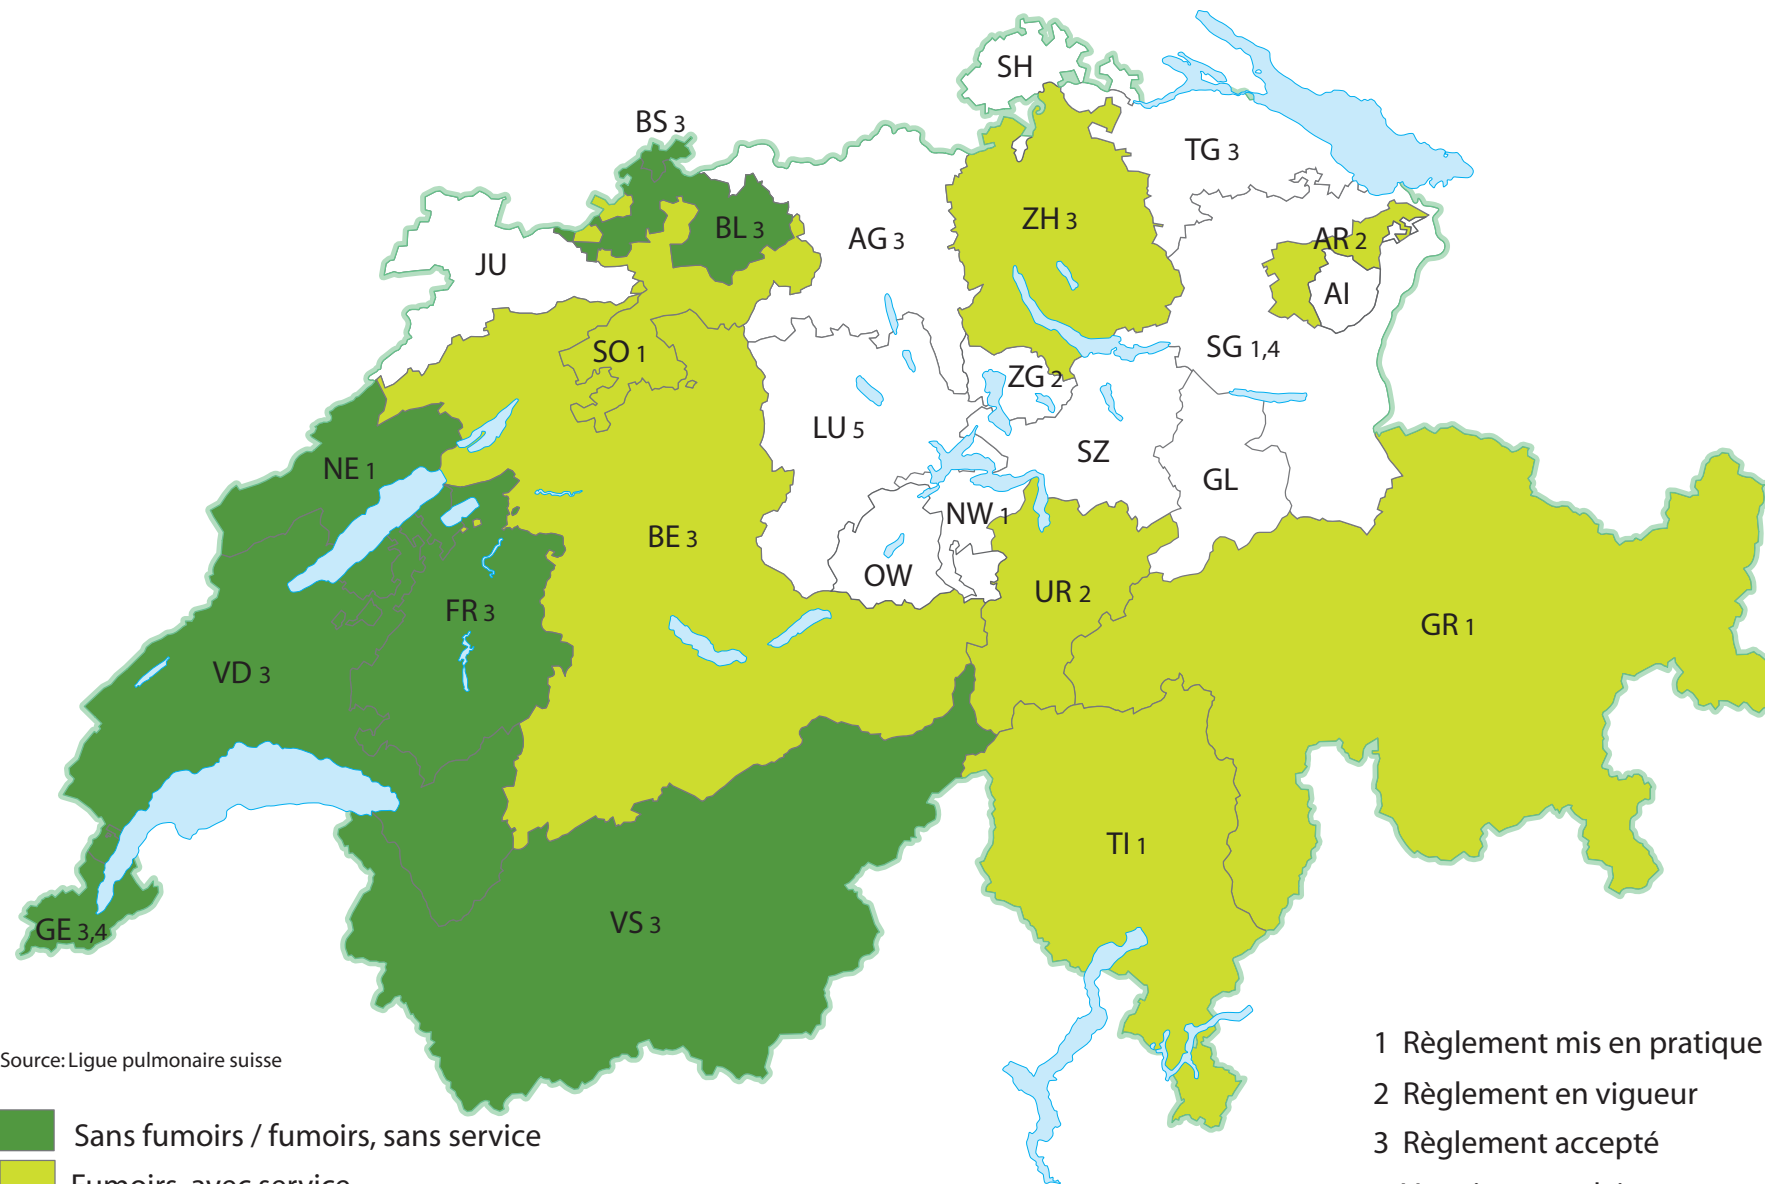 SH
BS 3
TG 3
ZH 3
BL 3
AG 3
AR 2
JU
AI
SO 1
SG 1,4
ZG 2
LU 5
SZ
NE 1
GL
NW 1
BE 3
OW
UR 2
FR 3
GR 1
VD 3
TI 1
VS 3
GE 3,4
Source: Ligue pulmonaire suisse
Sans fumoirs / fumoirs, sans service
Fumoirs, avec service
1 Règlement mis en pratique
2 Règlement en vigueur
3 Règlement accepté